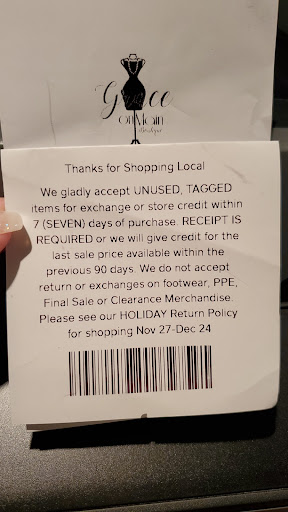 Grace
on Main
Boutique
Thanks for Shopping Local
We gladly accept UNUSED, TAGGED
items for exchange or store credit within
7 (SEVEN) days of purchase. RECEIPT IS
REQUIRED or we will give credit for the
last sale price available within the
previous 90 days. We do not accept
return or exchanges on footwear, PPE,
Final Sale or Clearance Merchandise.
Please see our HOLIDAY Return Policy
for shopping Nov 27-Dec 24